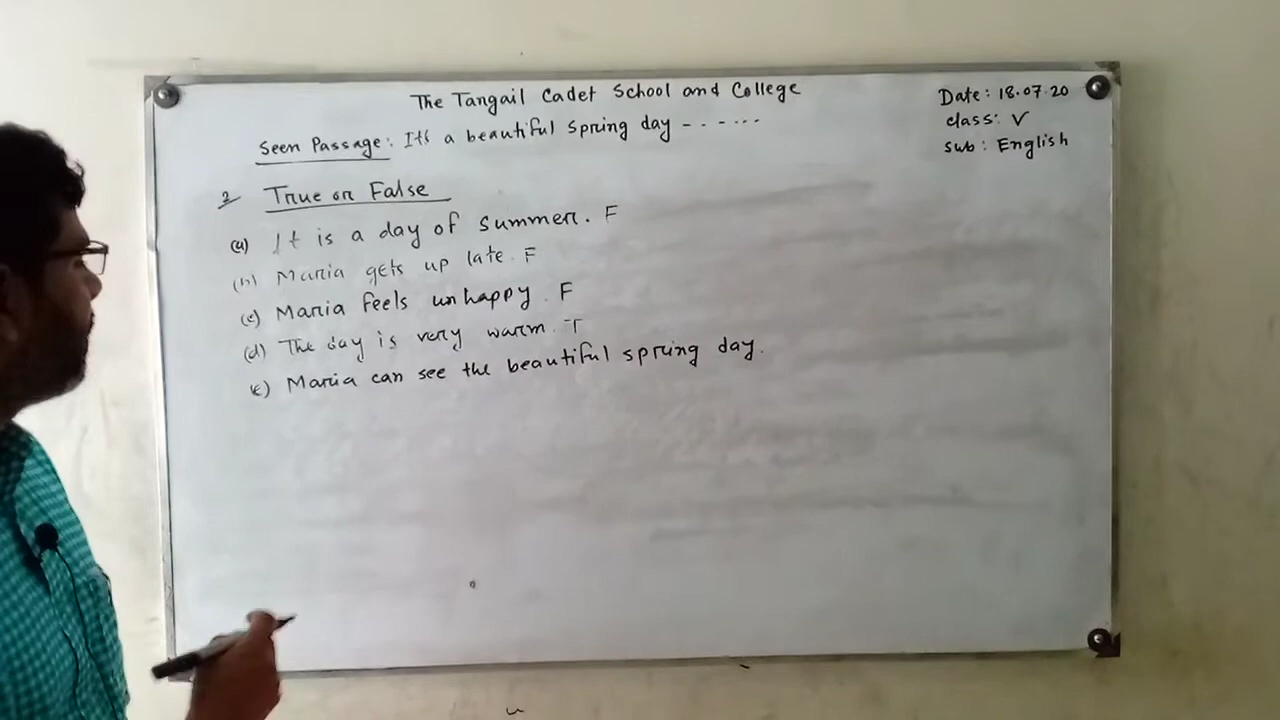 The Tangail Cadet School and College
Date: 18.07.20
Seen Passage: It's a beautiful spring day - - - - - -
class: V
Sub: English
2 True or False
(a) It is a day of summer. F
(b) Maria gets up late. F
(c) Maria feels unhappy. F
(d) The day is very warm. T
(e) Maria can see the beautiful spring day.